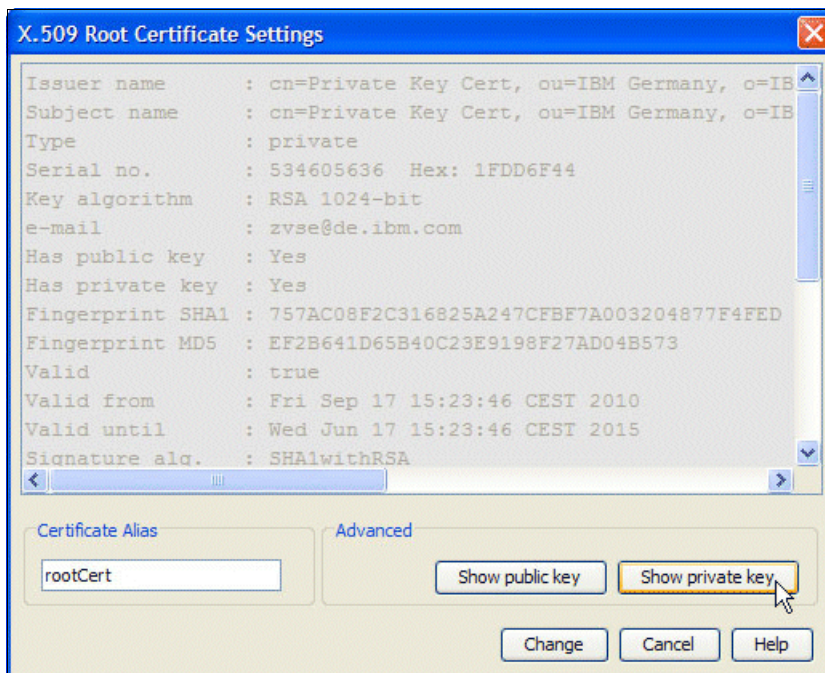 X.509 Root Certificate Settings
Issuer name : cn=Private Key Cert, ou=IBM Germany, o=IB
Subject name : cn=Private Key Cert, ou=IBM Germany, o=IB
Type : private
Serial no. : 534605636 Hex: 1FDD6F44
Key algorithm : RSA 1024-bit
e-mail : zvse@de.ibm.com
Has public key : Yes
Has private key : Yes
Fingerprint SHA1 : 757AC08F2C316825A247CFBF7A003204877F4FED
Fingerprint MD5 : EF2B641D65B40C23E9198F27AD04B573
Valid : true
Valid from : Fri Sep 17 15:23:46 CEST 2010
Valid until : Wed Jun 17 15:23:46 CEST 2015
Signature alg. : SHA1withRSA
Certificate Alias
Advanced
rootCert
Show public key
Show private key
Change
Cancel
Help